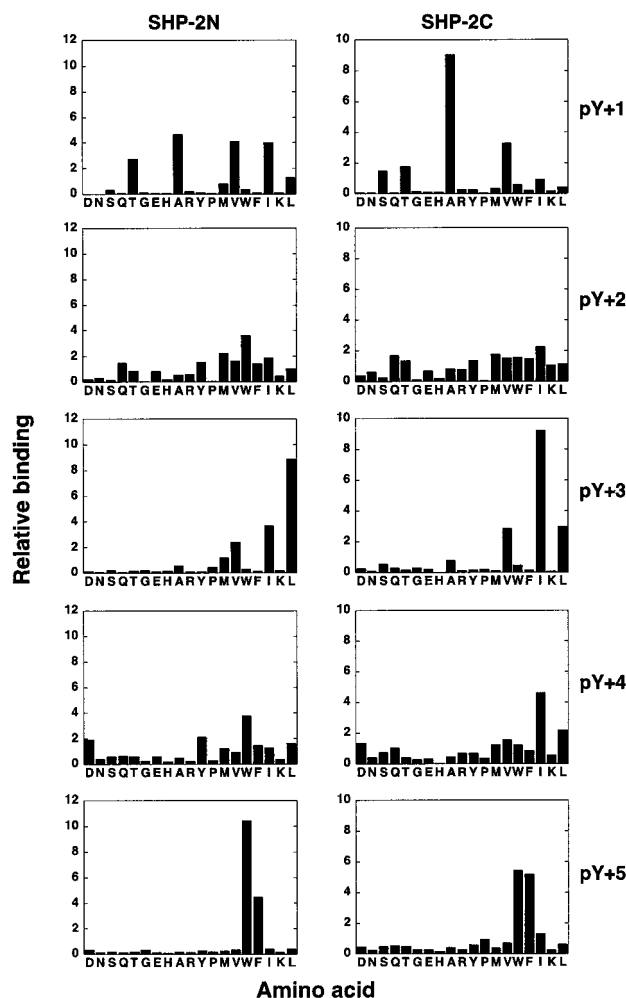 SHP-2N SHP-2C
12 10 8 6 4 2 0
10 8 6 4 2 0
DNSQTGEHARYPMVWFIKL DNSQTGEHARYPMVWFIKL
pY+1
12 10 8 6 4 2 0
10 8 6 4 2 0
DNSQTGEHARYPMVWFIKL DNSQTGEHARYPMVWFIKL
pY+2
12 10 8 6 4 2 0
10 8 6 4 2 0
DNSQTGEHARYPMVWFIKL DNSQTGEHARYPMVWFIKL
pY+3
12 10 8 6 4 2 0
10 8 6 4 2 0
DNSQTGEHARYPMVWFIKL DNSQTGEHARYPMVWFIKL
pY+4
12 10 8 6 4 2 0
10 8 6 4 2 0
DNSQTGEHARYPMVWFIKL DNSQTGEHARYPMVWFIKL
pY+5
Relative binding
Amino acid